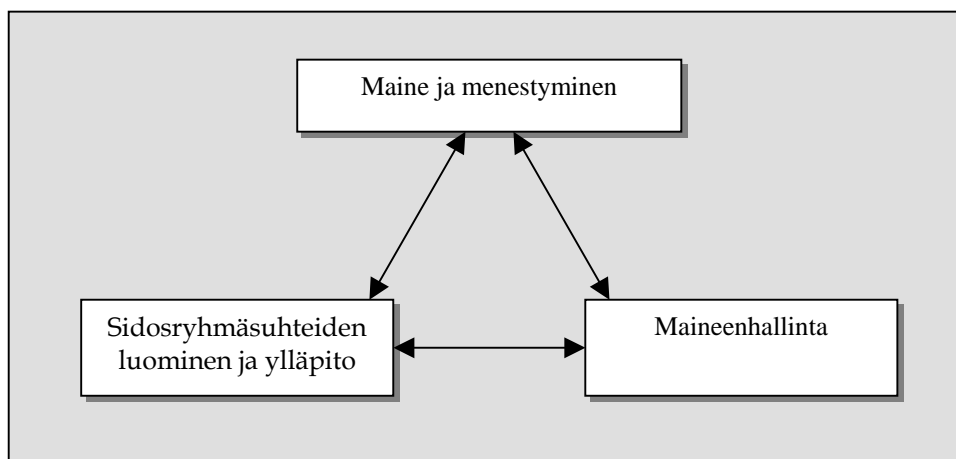 Maine ja menestyminen
Sidosryhmäsuhteiden
luominen ja ylläpito
Maineenhallinta